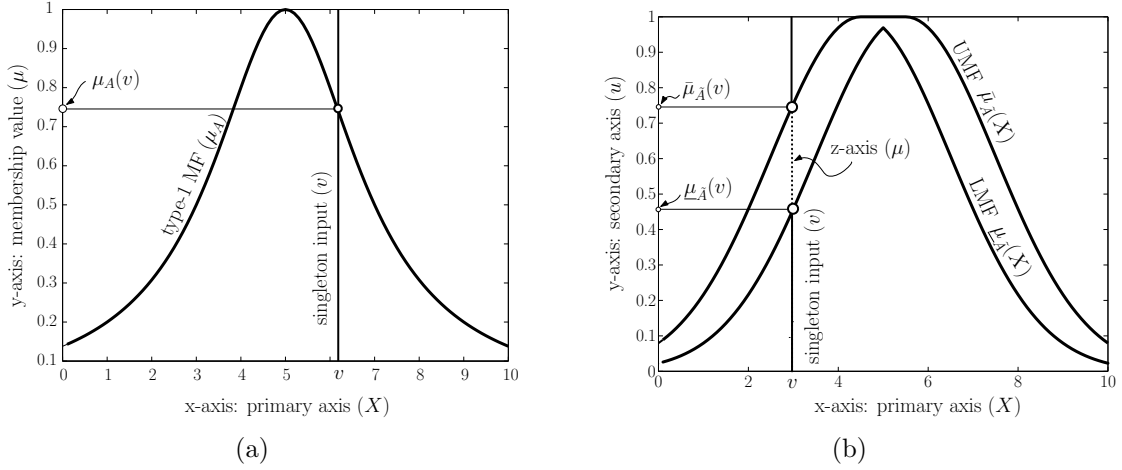 1
0.9
0.8
0.7
0.6
0.5
0.4
0.3
0.2
0.1
0 1 2 3 4 5 6 v 7 8 9 10
y-axis: membership value (μ)
x-axis: primary axis (X)
μ_A(v)
type-1 MF (μ_A)
singleton input (v)
(a)
1
0.9
0.8
0.7
0.6
0.5
0.4
0.3
0.2
0.1
0
0 2 v 4 6 8 10
y-axis: secondary axis (u)
x-axis: primary axis (X)
μ̄_Ã(v)
μ̲_Ã(v)
z-axis (μ)
singleton input (v)
UMF μ̄_Ã(X)
LMF μ̲_Ã(X)
(b)